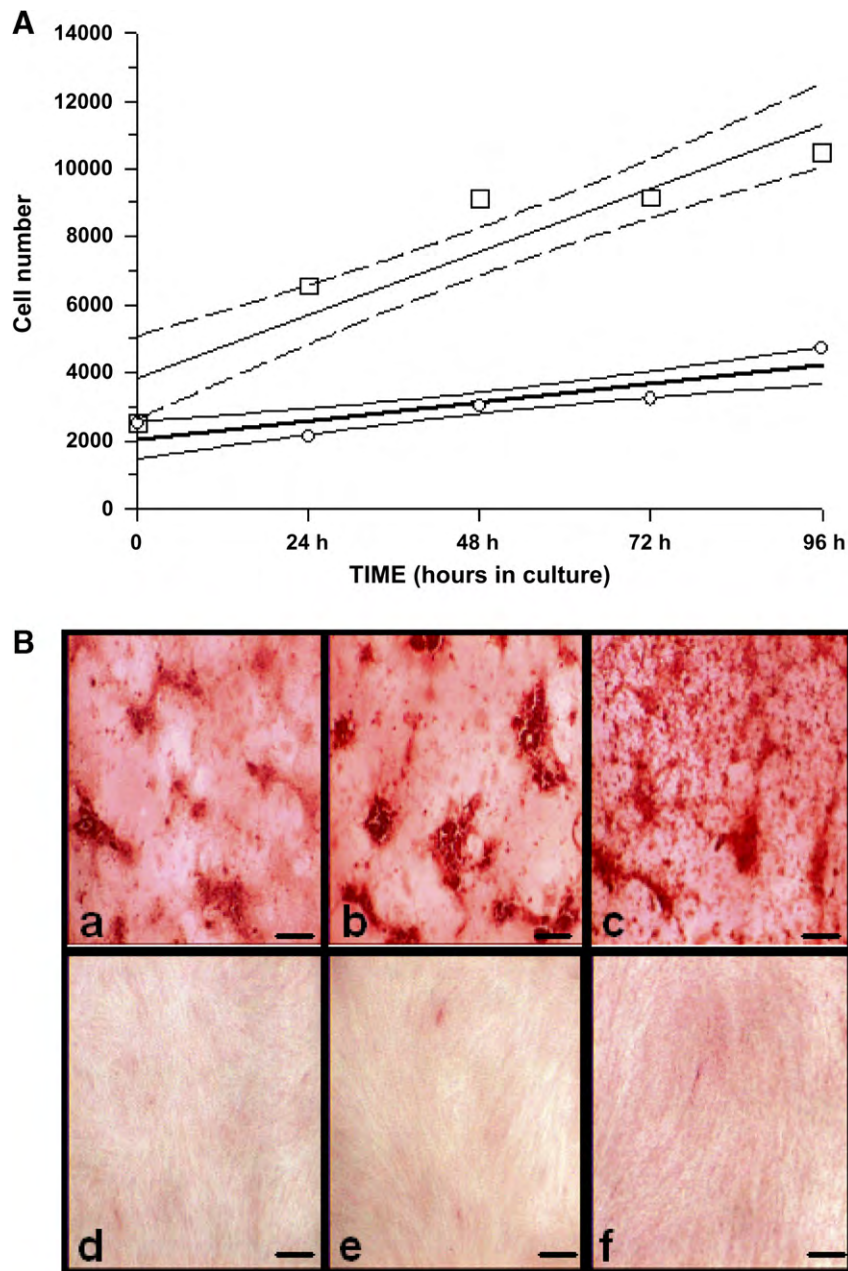 A
14000
12000
10000
8000
6000
4000
2000
0
Cell number
0 24 h 48 h 72 h 96 h
TIME (hours in culture)
B
a b c
d e f